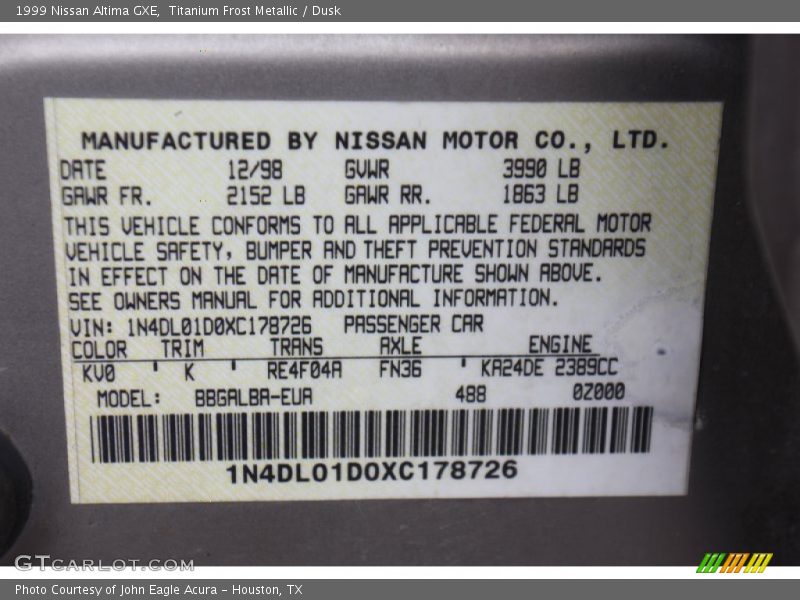 1999 Nissan Altima GXE, Titanium Frost Metallic / Dusk
MANUFACTURED BY NISSAN MOTOR CO., LTD.
DATE 12/98 GVWR 3990 LB
GAWR FR. 2152 LB GAWR RR. 1863 LB
THIS VEHICLE CONFORMS TO ALL APPLICABLE FEDERAL MOTOR
VEHICLE SAFETY, BUMPER AND THEFT PREVENTION STANDARDS
IN EFFECT ON THE DATE OF MANUFACTURE SHOWN ABOVE.
SEE OWNERS MANUAL FOR ADDITIONAL INFORMATION.
VIN: 1N4DL01D0XC178726 PASSENGER CAR
COLOR TRIM TRANS AXLE ENGINE
KV0 ' K ' RE4F04A FN36 ' KA24DE 2389CC
MODEL: BBGALBA-EUA 488 0Z000
1N4DL01D0XC178726
GTCarLot.com
Photo Courtesy of John Eagle Acura - Houston, TX